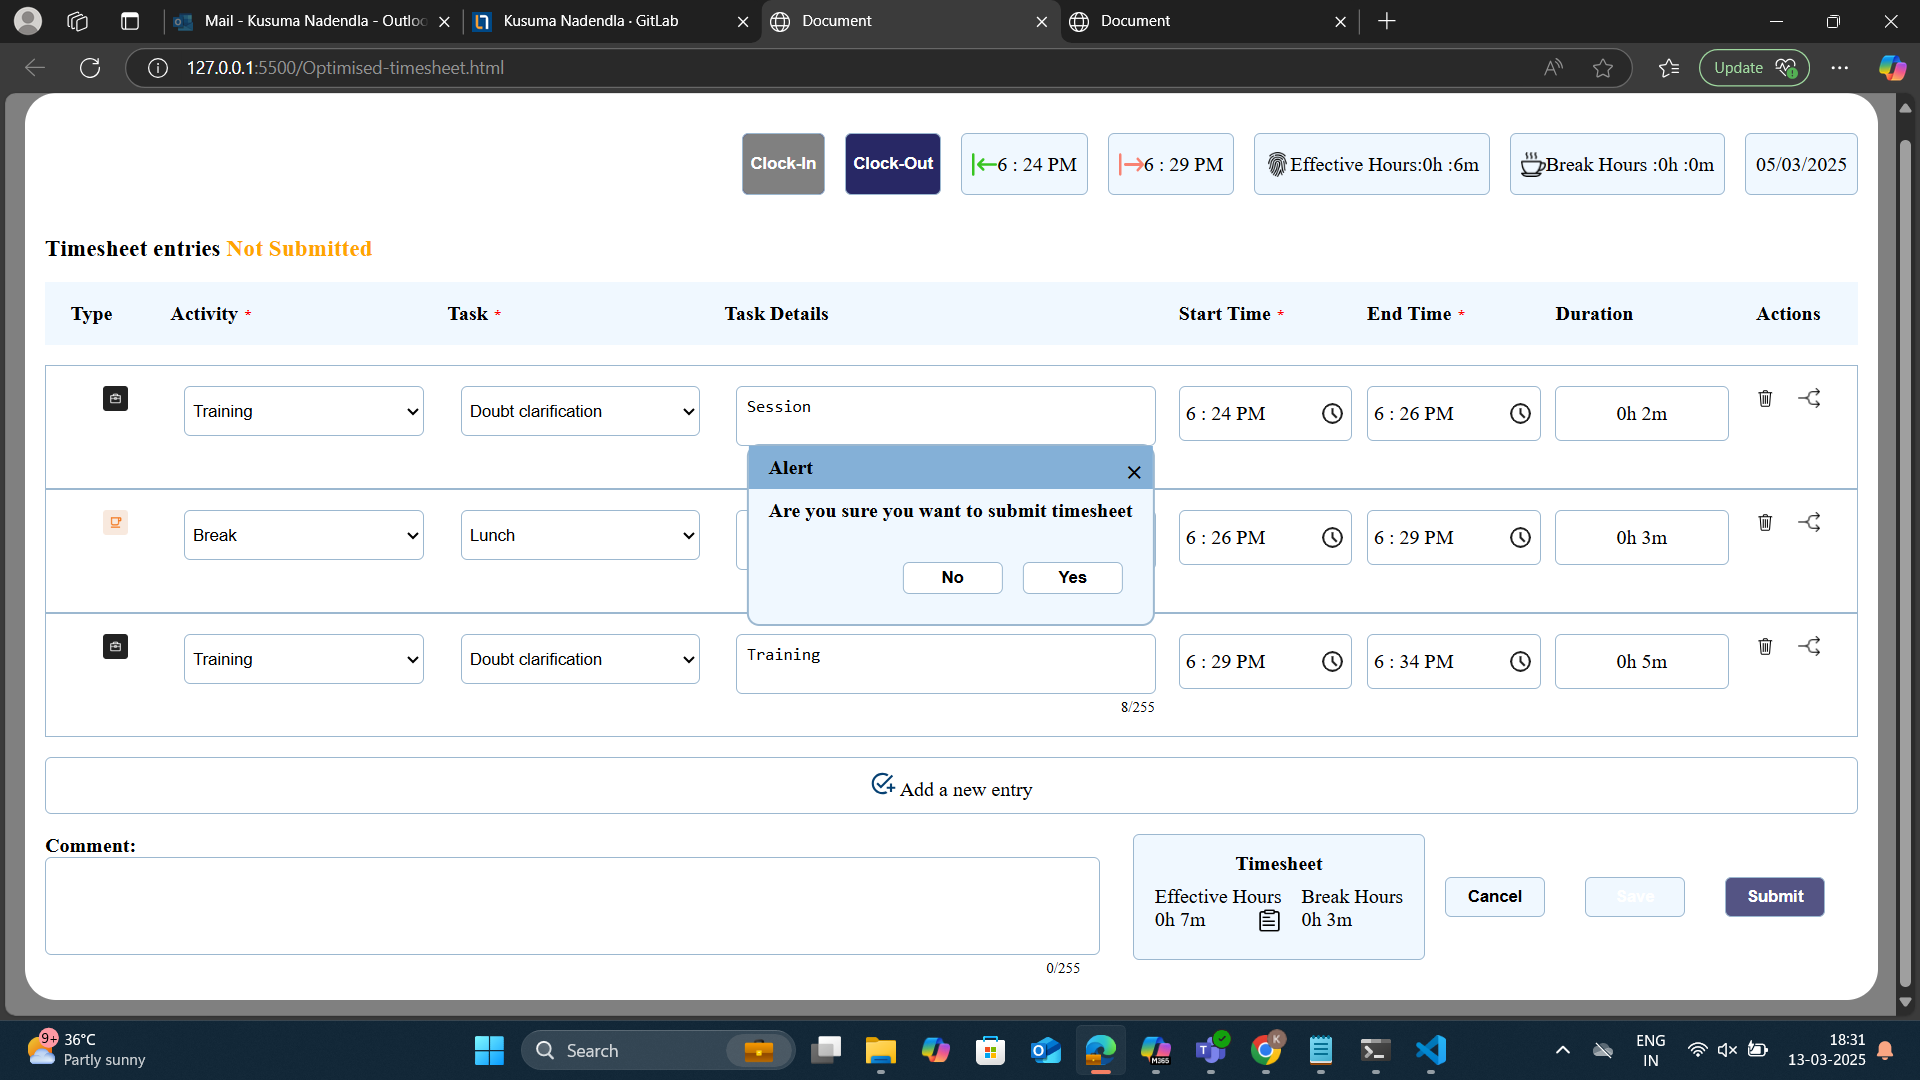 Mail - Kusuma Nadendla - Outloo
Kusuma Nadendla · GitLab
Document
Document
127.0.0.1:5500/Optimised-timesheet.html
Update
Clock-In
Clock-Out
6 : 24 PM
6 : 29 PM
Effective Hours:0h :6m
Break Hours :0h :0m
05/03/2025
Timesheet entries Not Submitted
Type Activity * Task * Task Details Start Time * End Time * Duration Actions
Training Doubt clarification Session 6 : 24 PM 6 : 26 PM 0h 2m
Alert
Are you sure you want to submit timesheet
No Yes
Break Lunch 6 : 26 PM 6 : 29 PM 0h 3m
Training Doubt clarification Training 6 : 29 PM 6 : 34 PM 0h 5m
8/255
Add a new entry
Comment:
0/255
Timesheet
Effective Hours Break Hours
0h 7m 0h 3m
Cancel Save Submit
9+
36°C
Partly sunny
Search
M365
K
ENG
IN
18:31
13-03-2025